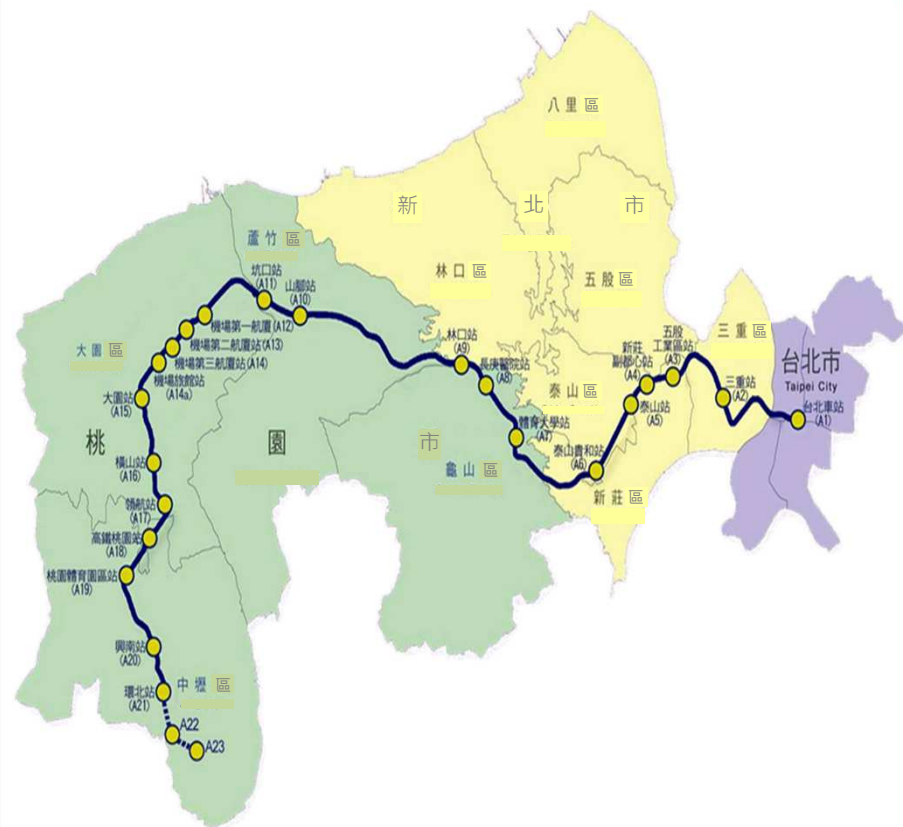 八里區
新北市
蘆竹區
林口區
五股區
坑口站
(A11)
山腳站
(A10)
機場第一航廈(A12)
機場第二航廈站(A13)
機場第三航廈站(A14)
機場旅館站
(A14a)
大園區
大園站
(A15)
林口站
(A9)
長庚醫院站
(A8)
體育大學站
(A7)
泰山貴和站
(A6)
泰山區
泰山站
(A5)
新莊
副都心站
(A4)
五股
工業區站
(A3)
三重區
三重站
(A2)
台北市
Taipei City
台北車站
(A1)
桃園市
龜山區
新莊區
橫山站
(A16)
領航站
(A17)
高鐵桃園站
(A18)
桃園體育園區站
(A19)
興南站
(A20)
環北站
(A21)
中壢區
A22
A23